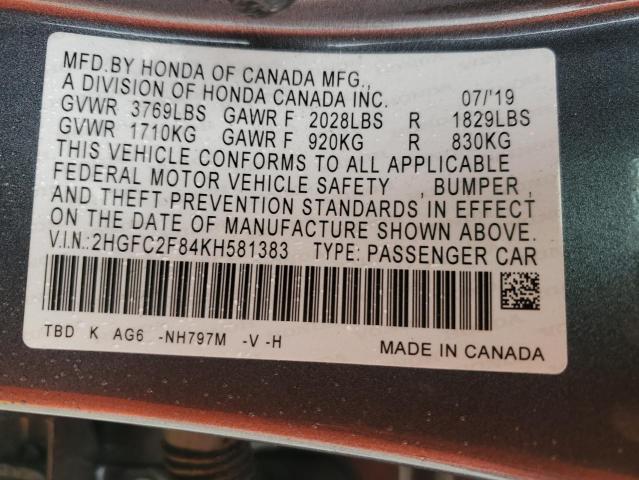 MFD.BY HONDA OF CANADA MFG.,
A DIVISION OF HONDA CANADA INC. 07/'19
GVWR 3769LBS GAWR F 2028LBS R 1829LBS
GVWR 1710KG GAWR F 920KG R 830KG
THIS VEHICLE CONFORMS TO ALL APPLICABLE
FEDERAL MOTOR VEHICLE SAFETY , BUMPER ,
AND THEFT PREVENTION STANDARDS IN EFFECT
ON THE DATE OF MANUFACTURE SHOWN ABOVE.
V.I.N.:2HGFC2F84KH581383 TYPE: PASSENGER CAR
TBD K AG6 -NH797M -V -H
MADE IN CANADA